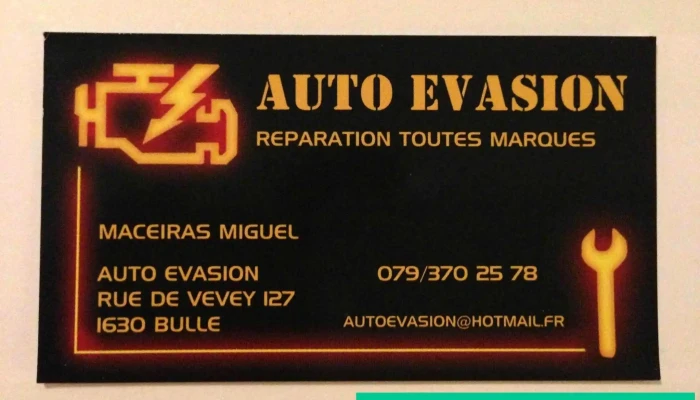 AUTO EVASION
REPARATION TOUTES MARQUES
MACEIRAS MIGUEL
AUTO EVASION
RUE DE VEVEY 127
1630 BULLE
079/370 25 78
AUTOEVASION@HOTMAIL.FR